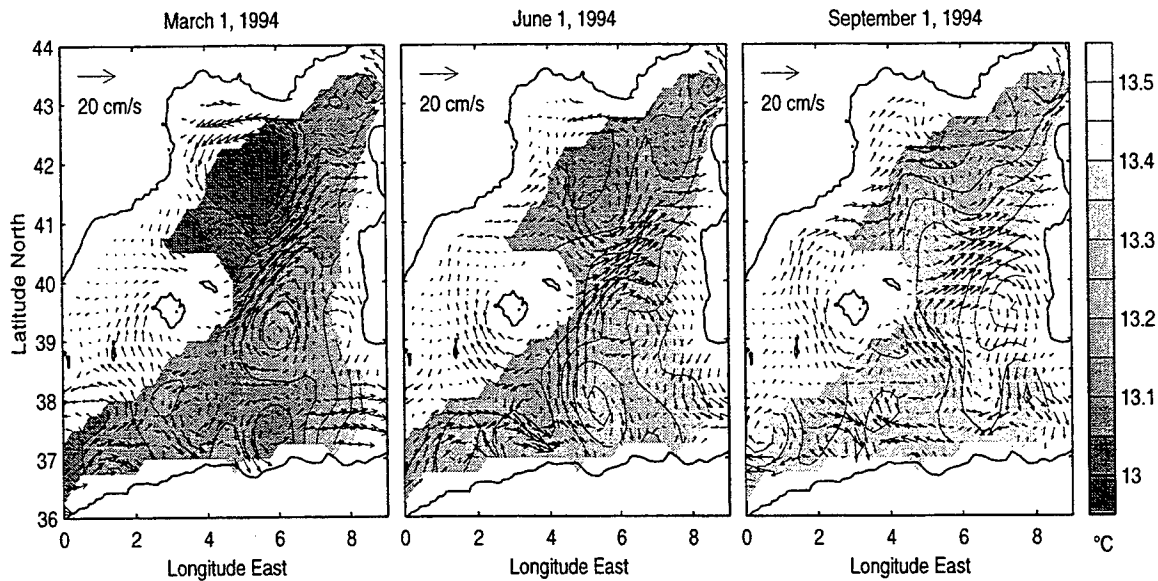 March 1, 1994
June 1, 1994
September 1, 1994
44
43
42
41
40
39
38
37
36
Latitude North
20 cm/s
20 cm/s
20 cm/s
0 2 4 6 8
0 2 4 6 8
0 2 4 6 8
Longitude East
Longitude East
Longitude East
13.5
13.4
13.3
13.2
13.1
13
°C